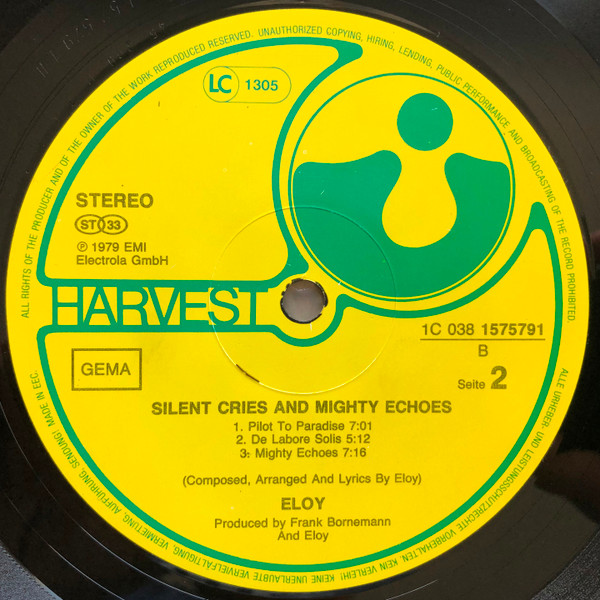 ALL RIGHTS OF THE PRODUCER AND OF THE OWNER OF THE WORK REPRODUCED RESERVED. UNAUTHORIZED COPYING, HIRING, LENDING, PUBLIC PERFORMANCE AND BROADCASTING OF THE RECORD PROHIBITED.
LC 1305
STEREO
ST 33
℗ 1979 EMI
Electrola GmbH
HARVEST
1C 038 1575791
B
Seite 2
GEMA
SILENT CRIES AND MIGHTY ECHOES
1. Pilot To Paradise 7:01
2. De Labore Solis 5:12
3. Mighty Echoes 7:16
(Composed, Arranged And Lyrics By Eloy)
ELOY
Produced by Frank Bornemann
And Eloy
ALLE URHEBER- UND LEISTUNGSSCHUTZRECHTE VORBEHALTEN. KEIN VERLEIH! KEINE UNERLAUBTE VERVIELFÄLTIGUNG, VERMIETUNG, AUFFÜHRUNG, SENDUNG! MADE IN EEC